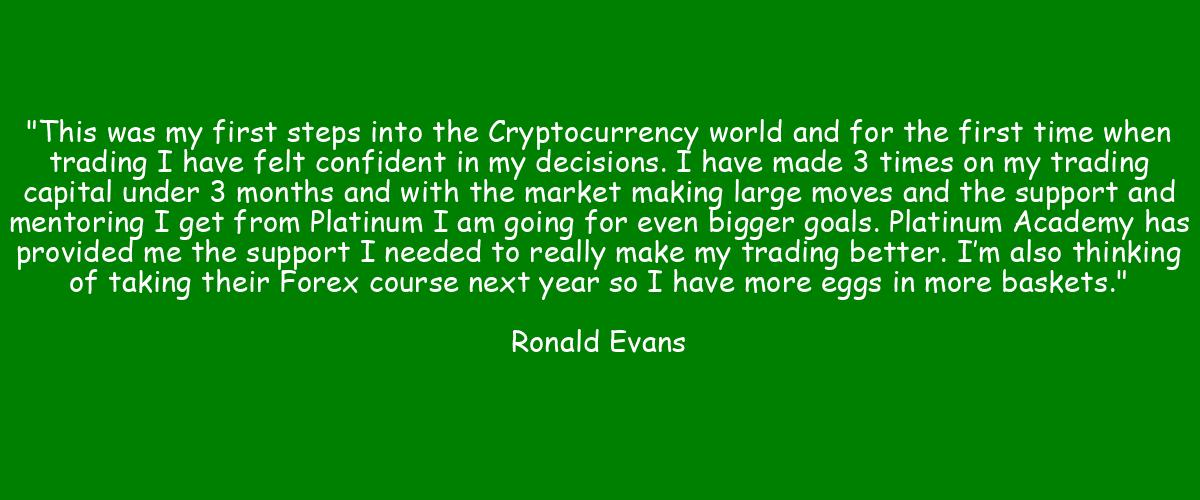 "This was my first steps into the Cryptocurrency world and for the first time when
trading I have felt confident in my decisions. I have made 3 times on my trading
capital under 3 months and with the market making large moves and the support and
mentoring I get from Platinum I am going for even bigger goals. Platinum Academy has
provided me the support I needed to really make my trading better. I’m also thinking
of taking their Forex course next year so I have more eggs in more baskets."
Ronald Evans